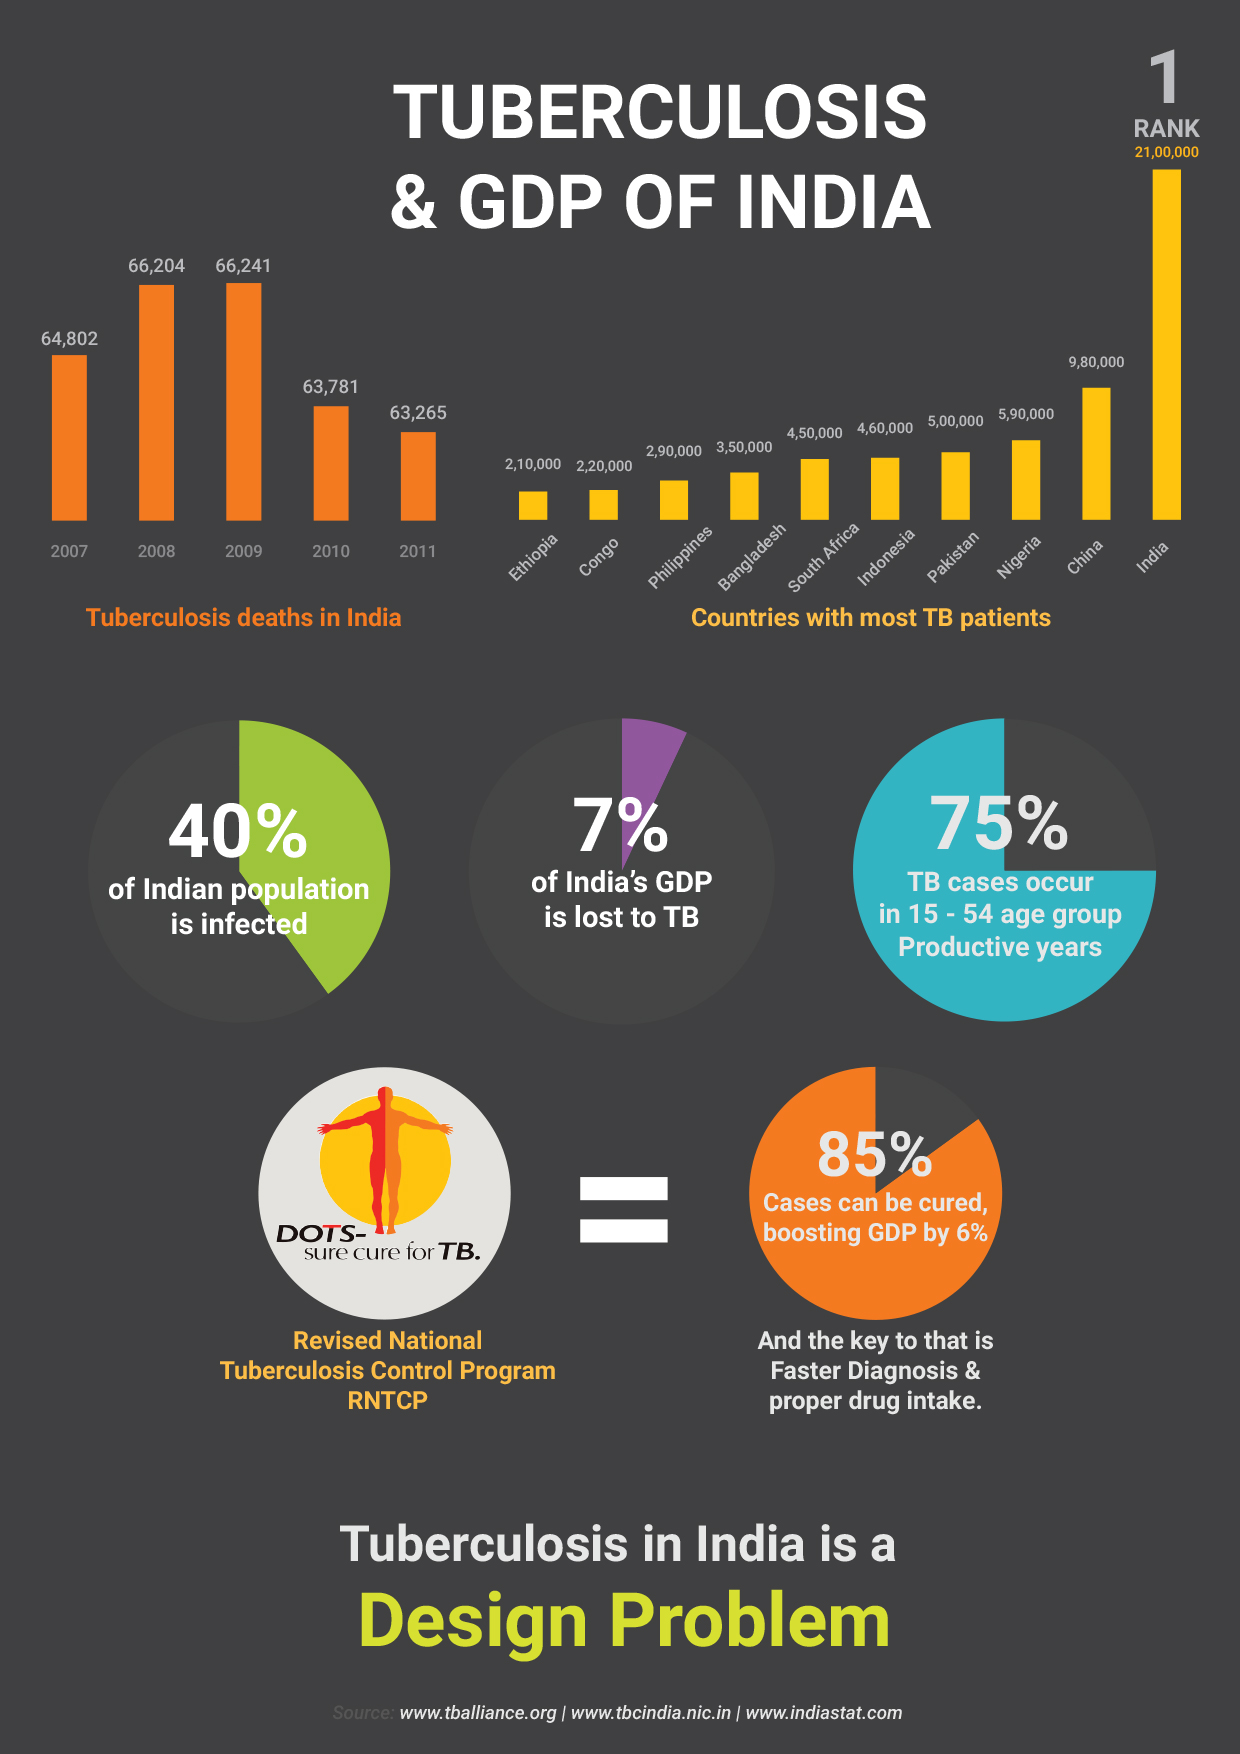 TUBERCULOSIS
& GDP OF INDIA
1
RANK
21,00,000
66,204 66,241
64,802
63,781
63,265
2007 2008 2009 2010 2011
Tuberculosis deaths in India
2,10,000 2,20,000 2,90,000 3,50,000 4,50,000 4,60,000 5,00,000 5,90,000 9,80,000
Ethiopia Congo Philippines Bangladesh South Africa Indonesia Pakistan Nigeria China India
Countries with most TB patients
40%
of Indian population
is infected
7%
of India’s GDP
is lost to TB
75%
TB cases occur
in 15 - 54 age group
Productive years
DOTS-
sure cure for TB.
Revised National
Tuberculosis Control Program
RNTCP
=
85%
Cases can be cured,
boosting GDP by 6%
And the key to that is
Faster Diagnosis &
proper drug intake.
Tuberculosis in India is a
Design Problem
Source: www.tballiance.org | www.tbcindia.nic.in | www.indiastat.com